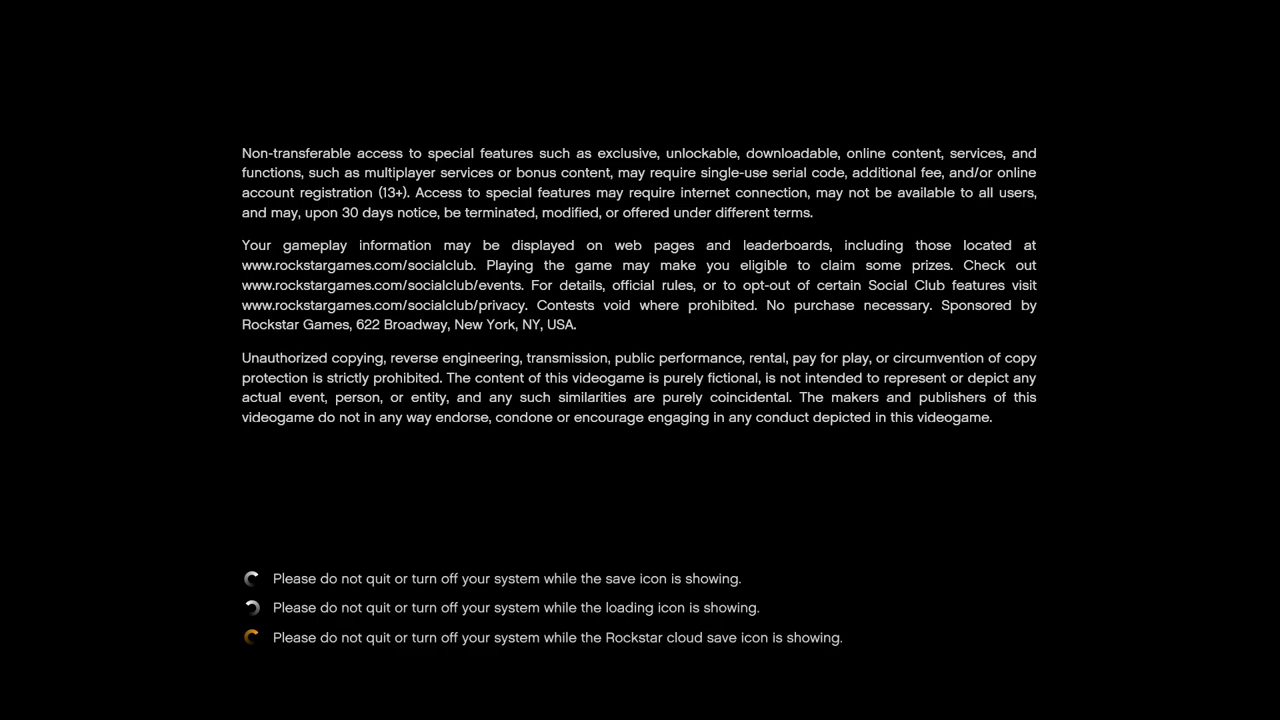 Non-transferable access to special features such as exclusive, unlockable, downloadable, online content, services, and
functions, such as multiplayer services or bonus content, may require single-use serial code, additional fee, and/or online
account registration (13+). Access to special features may require internet connection, may not be available to all users,
and may, upon 30 days notice, be terminated, modified, or offered under different terms.
Your gameplay information may be displayed on web pages and leaderboards, including those located at
www.rockstargames.com/socialclub. Playing the game may make you eligible to claim some prizes. Check out
www.rockstargames.com/socialclub/events. For details, official rules, or to opt-out of certain Social Club features visit
www.rockstargames.com/socialclub/privacy. Contests void where prohibited. No purchase necessary. Sponsored by
Rockstar Games, 622 Broadway, New York, NY, USA.
Unauthorized copying, reverse engineering, transmission, public performance, rental, pay for play, or circumvention of copy
protection is strictly prohibited. The content of this videogame is purely fictional, is not intended to represent or depict any
actual event, person, or entity, and any such similarities are purely coincidental. The makers and publishers of this
videogame do not in any way endorse, condone or encourage engaging in any conduct depicted in this videogame.
Please do not quit or turn off your system while the save icon is showing.
Please do not quit or turn off your system while the loading icon is showing.
Please do not quit or turn off your system while the Rockstar cloud save icon is showing.